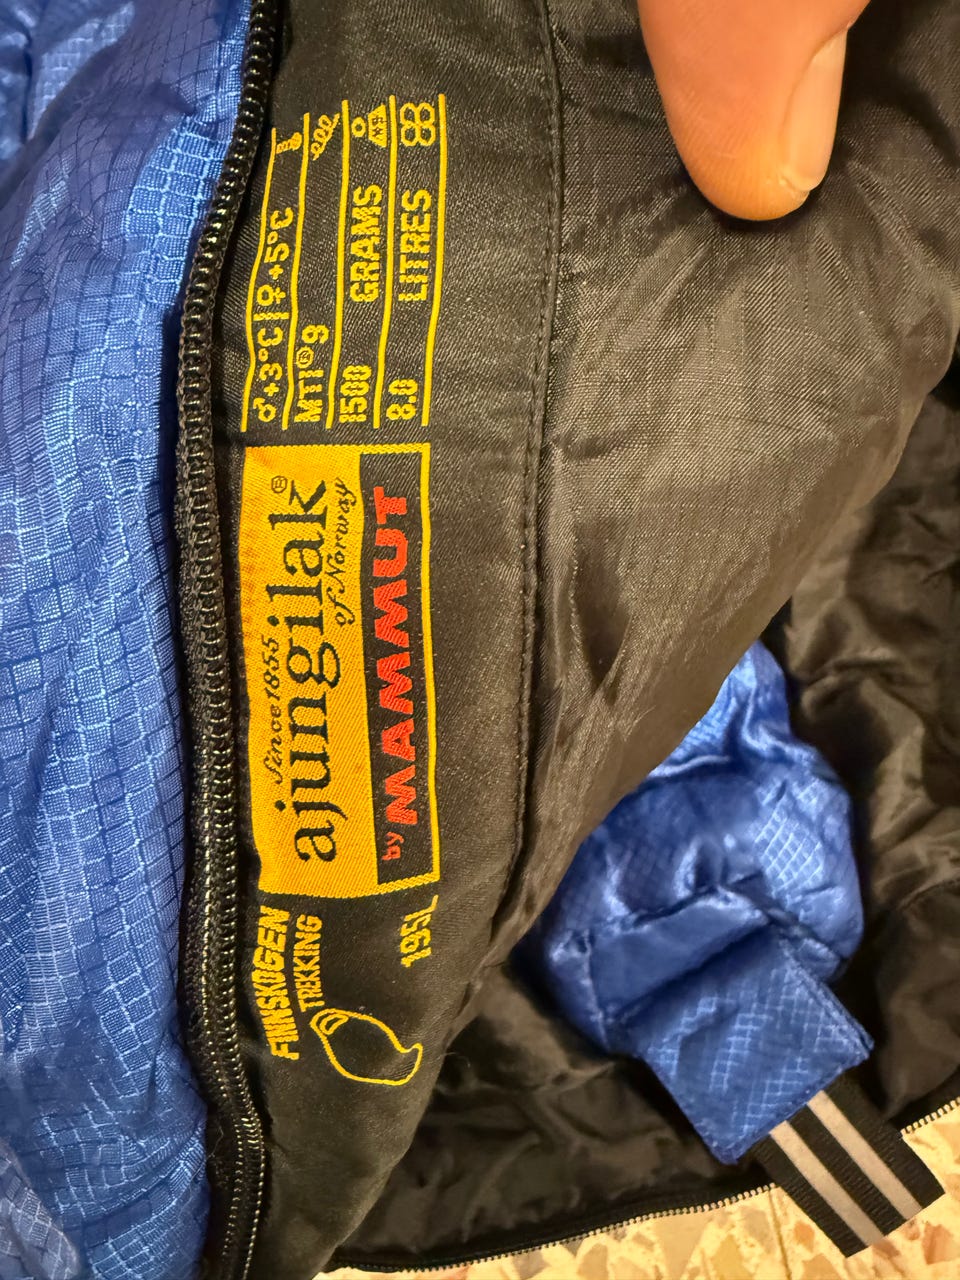 FINNSKOGEN
TREKKING
195L
Since 1855
ajungilak®
of Norway
by MAMMUT
♂+3°C|♀+5°C
MTI® 9
1500 GRAMS
8.0 LITRES